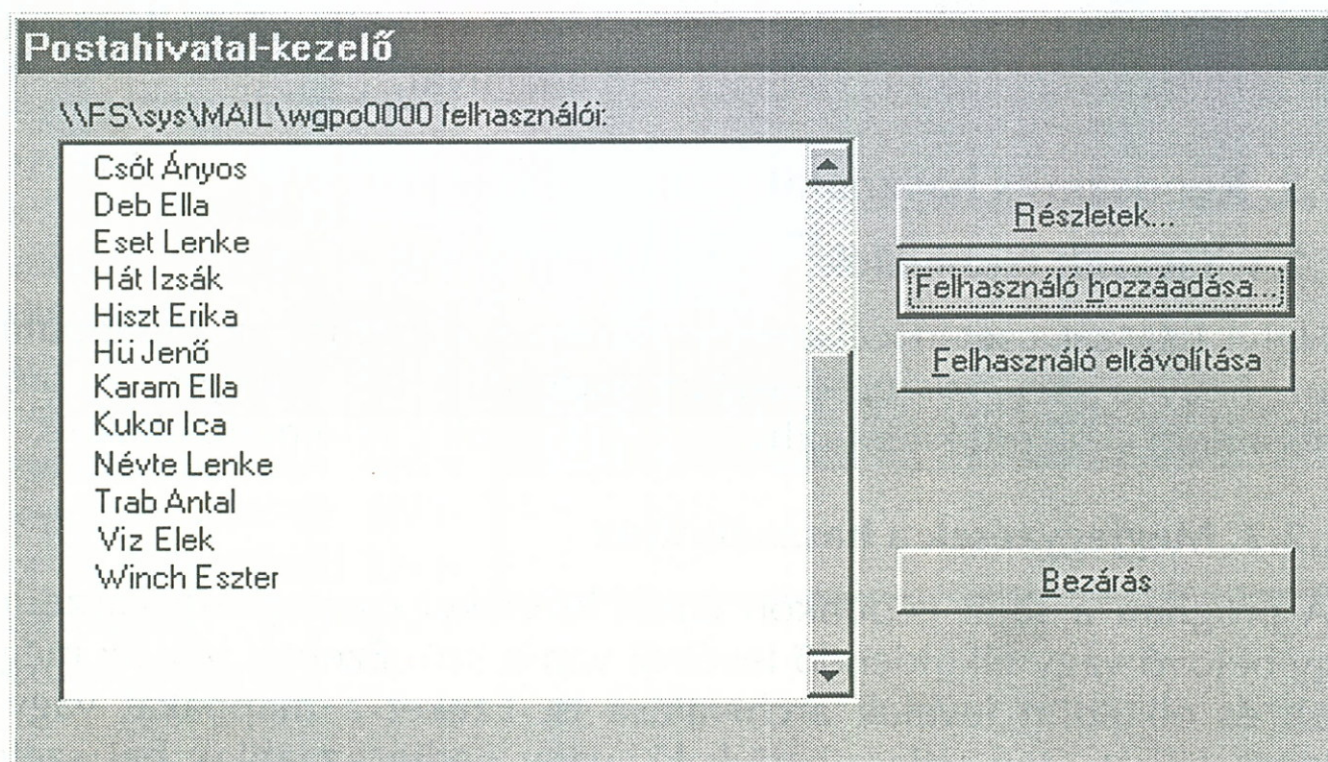 Postahivatal-kezelő
\\FS\sys\MAIL\wgpo0000 felhasználói:
Csót Ányos
Deb Ella
Eset Lenke
Hát Izsák
Hiszt Erika
Hü Jenő
Karam Ella
Kukor Ica
Névte Lenke
Trab Antal
Viz Elek
Winch Eszter
Részletek...
Felhasználó hozzáadása...
Felhasználó eltávolítása
Bezárás